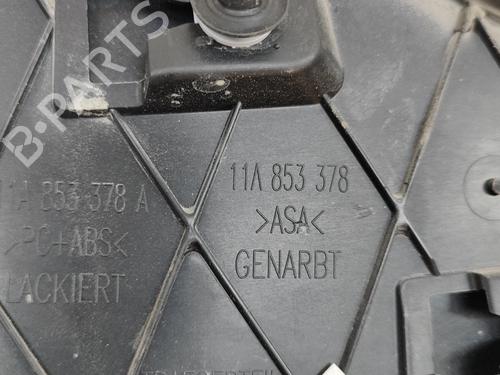 B-PARTS
11A 853 378 A
>PC+ABS<
LACKIERT
11A 853 378
>ASA<
GENARBT